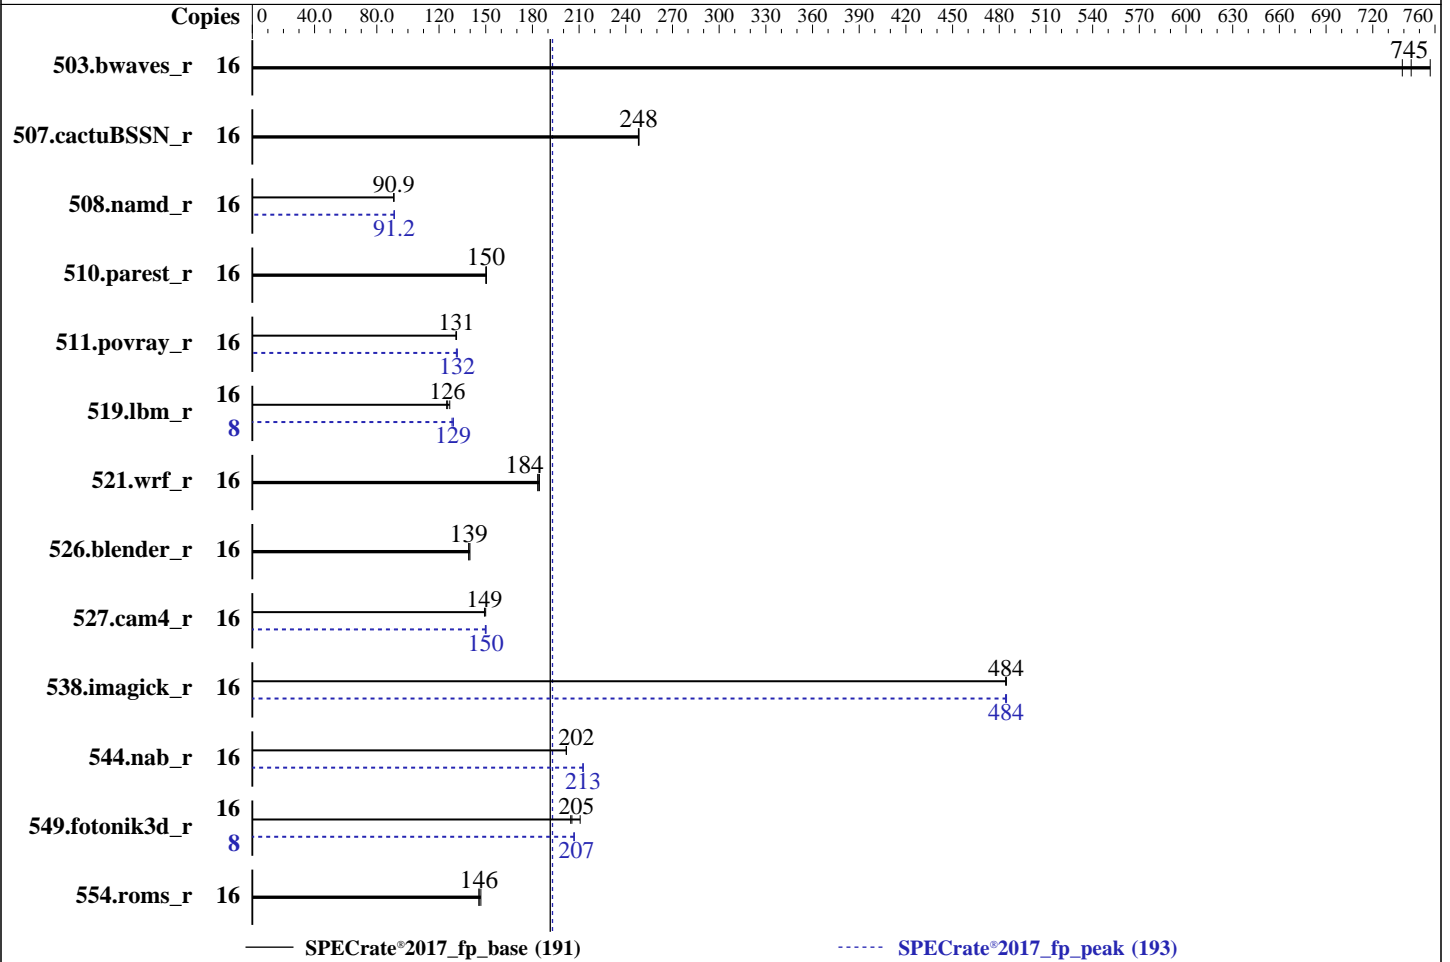 Copies 0 40.0 80.0 120 150 180 210 240 270 300 330 360 390 420 450 480 510 540 570 600 630 660 690 720 760
503.bwaves_r 16 745
507.cactuBSSN_r 16 248
508.namd_r 16 90.9
91.2
510.parest_r 16 150
511.povray_r 16 131
132
16 126
519.lbm_r
8 129
521.wrf_r 16 184
526.blender_r 16 139
527.cam4_r 16 149
150
538.imagick_r 16 484
484
544.nab_r 16 202
213
16 205
549.fotonik3d_r
8 207
554.roms_r 16 146
SPECrate®2017_fp_base (191) SPECrate®2017_fp_peak (193)